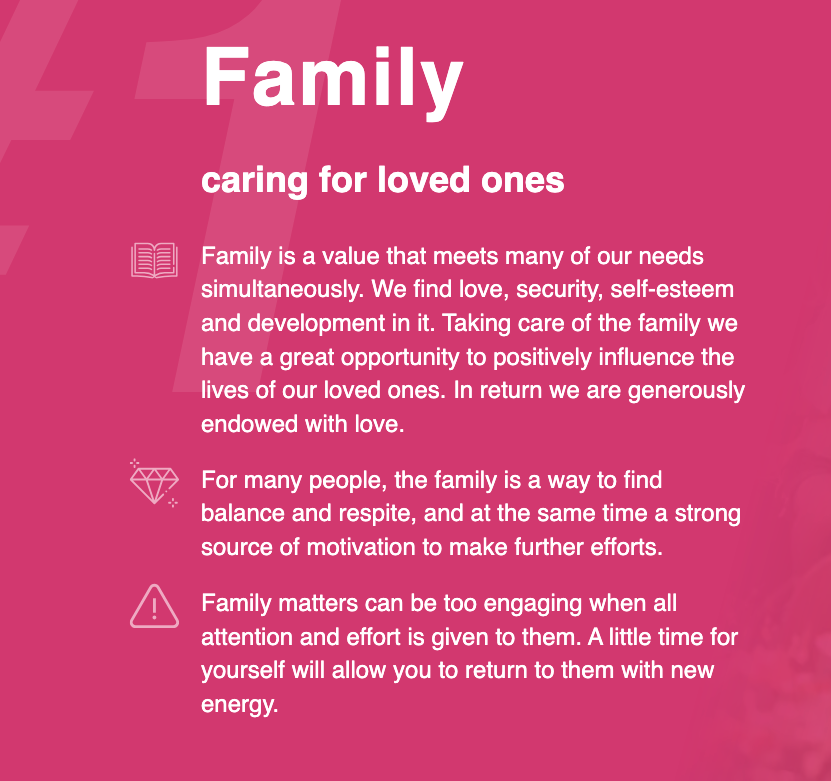 #1
Family
caring for loved ones
Family is a value that meets many of our needs
simultaneously. We find love, security, self-esteem
and development in it. Taking care of the family we
have a great opportunity to positively influence the
lives of our loved ones. In return we are generously
endowed with love.
For many people, the family is a way to find
balance and respite, and at the same time a strong
source of motivation to make further efforts.
Family matters can be too engaging when all
attention and effort is given to them. A little time for
yourself will allow you to return to them with new
energy.